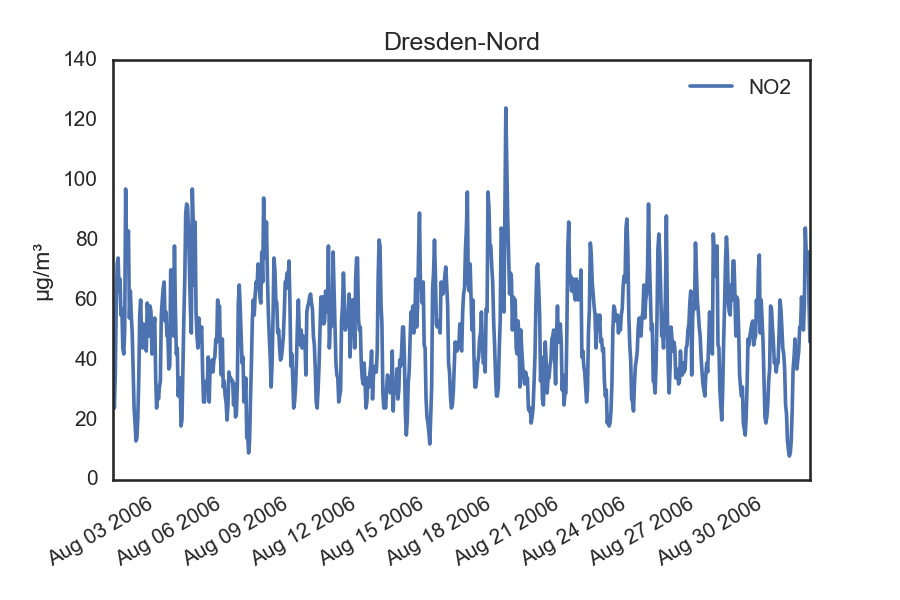 Dresden-Nord
NO2
µg/m³
140
120
100
80
60
40
20
0
Aug 03 2006
Aug 06 2006
Aug 09 2006
Aug 12 2006
Aug 15 2006
Aug 18 2006
Aug 21 2006
Aug 24 2006
Aug 27 2006
Aug 30 2006